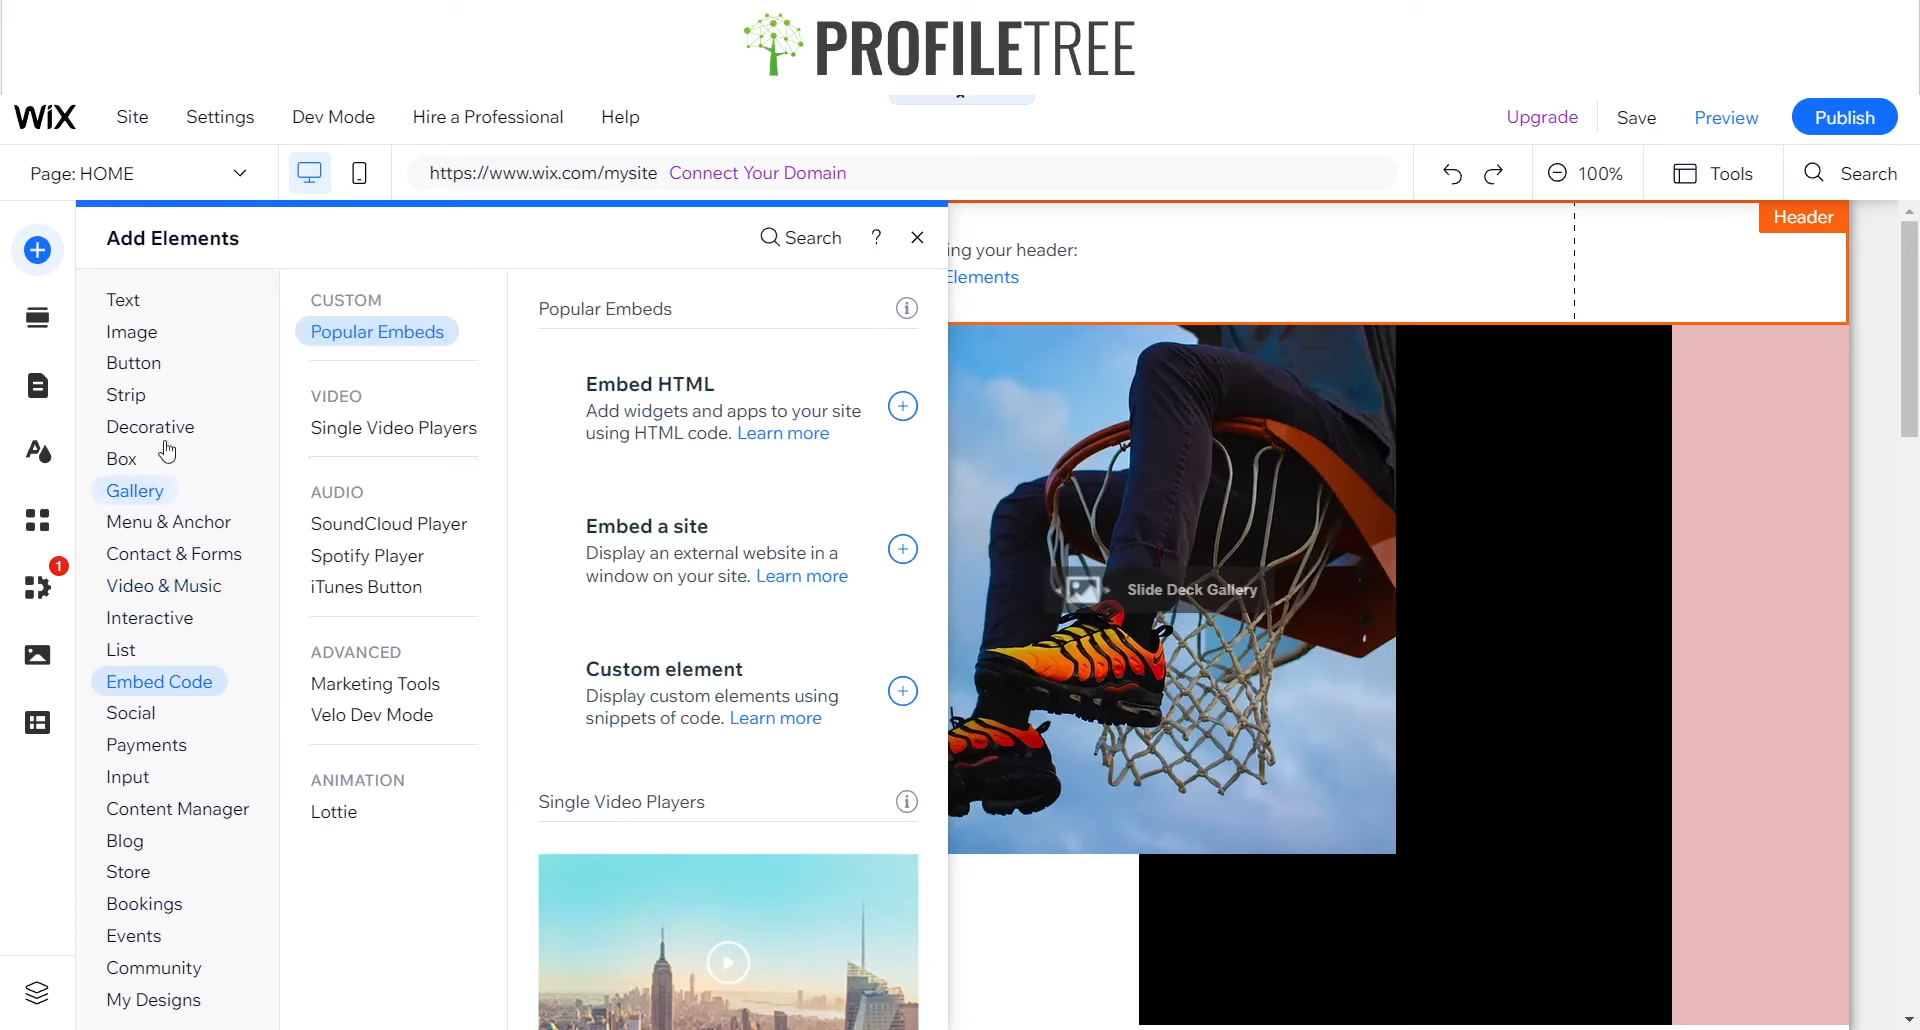 PROFILETREE
WIX
Site
Settings
Dev Mode
Hire a Professional
Help
Upgrade
Save
Preview
Publish
Page: HOME
https://www.wix.com/mysite Connect Your Domain
100%
Tools
Search
Add Elements
Search
?
Header
ing your header:
Elements
1
Text
Image
Button
Strip
Decorative
Box
Gallery
Menu & Anchor
Contact & Forms
Video & Music
Interactive
List
Embed Code
Social
Payments
Input
Content Manager
Blog
Store
Bookings
Events
Community
My Designs
CUSTOM
Popular Embeds
VIDEO
Single Video Players
AUDIO
SoundCloud Player
Spotify Player
iTunes Button
ADVANCED
Marketing Tools
Velo Dev Mode
ANIMATION
Lottie
Popular Embeds
Embed HTML
Add widgets and apps to your site
using HTML code. Learn more
Embed a site
Display an external website in a
window on your site. Learn more
Custom element
Display custom elements using
snippets of code. Learn more
Single Video Players
Slide Deck Gallery